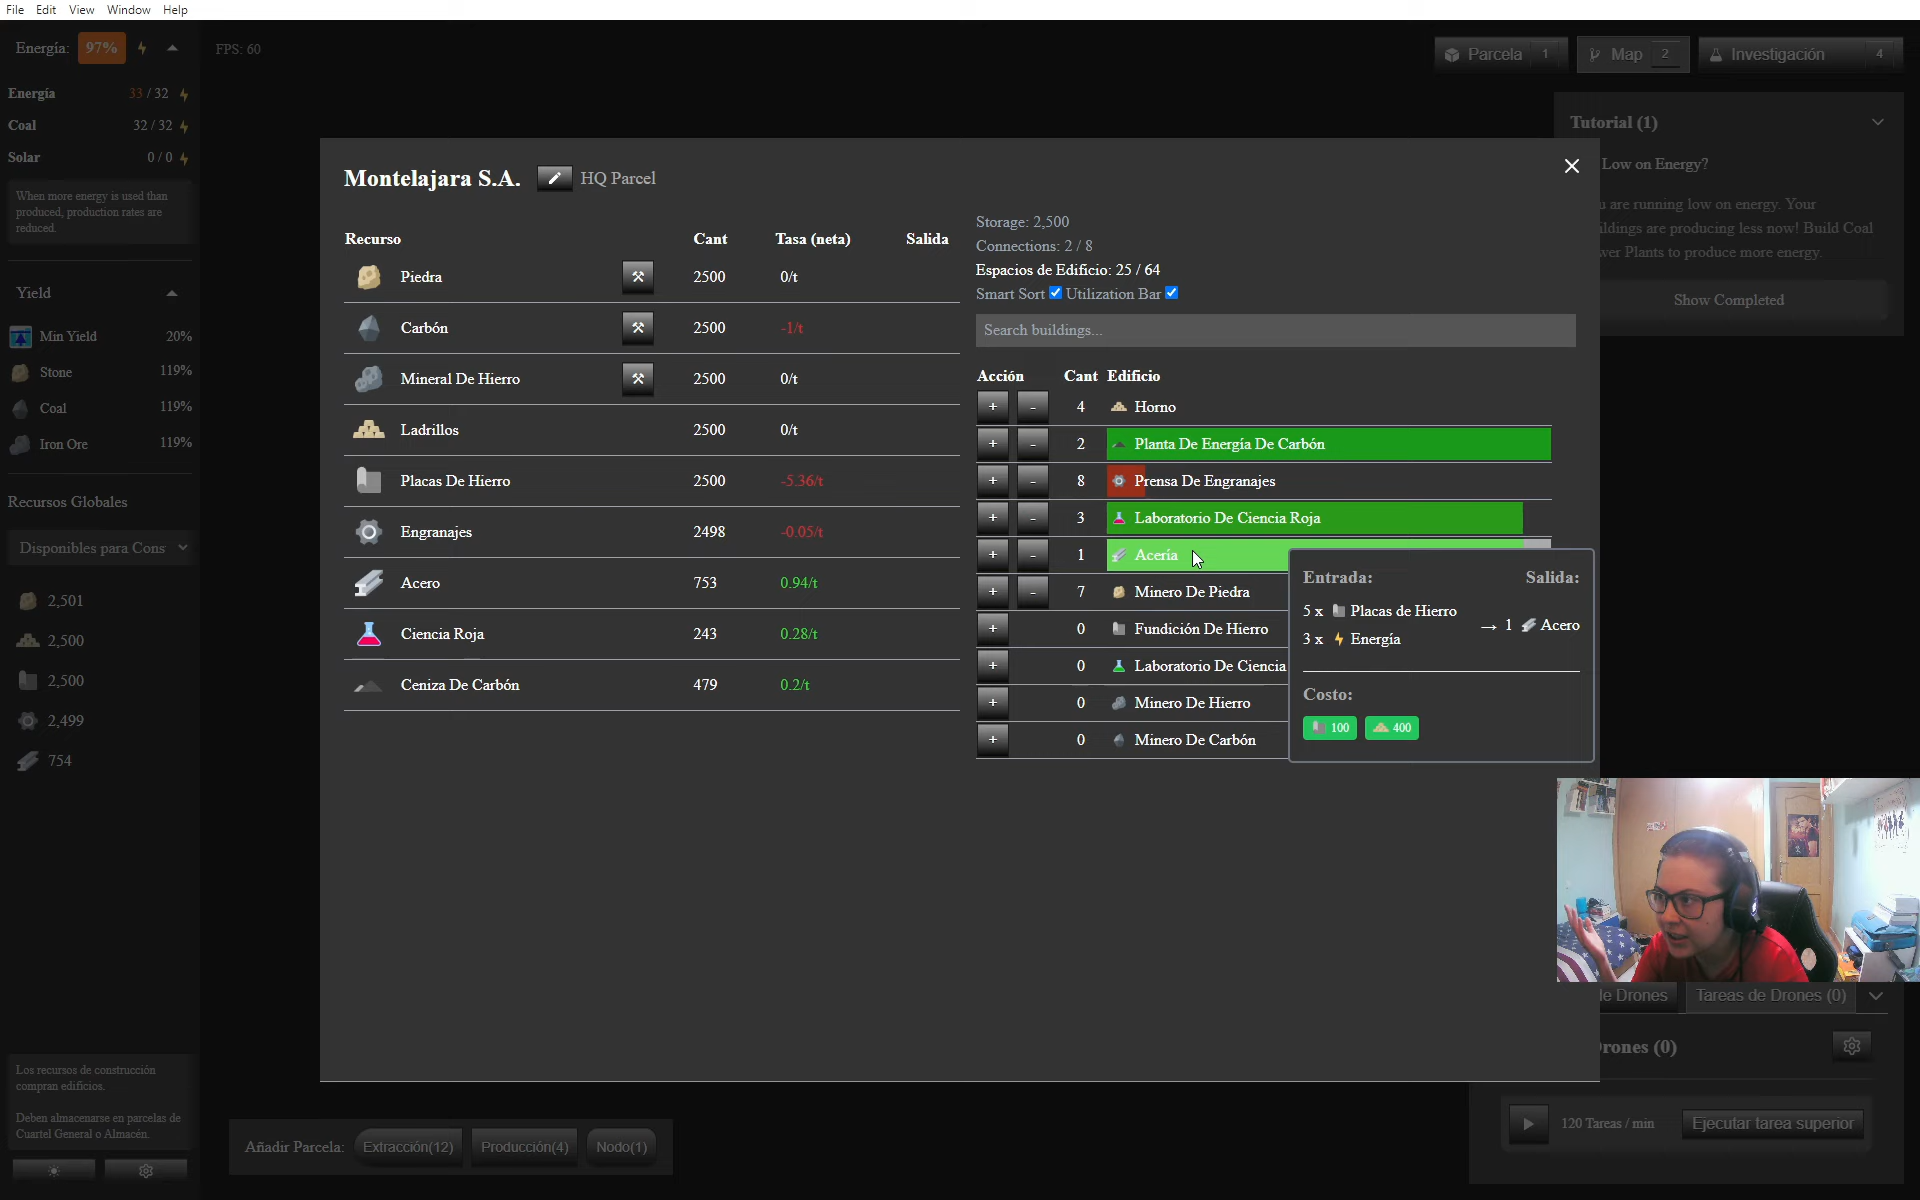 File Edit View Window Help
Energía: 97%
FPS: 60
Parcela 1
Map 2
Investigación 4
Energía 33 / 32
Coal 32 / 32
Solar 0 / 0
When more energy is used than
produced, production rates are
reduced.
Yield
Min Yield 20%
Stone 119%
Coal 119%
Iron Ore 119%
Recursos Globales
Disponibles para Cons
2,501
2,500
2,500
2,499
754
Los recursos de construcción
compran edificios.
Deben almacenarse en parcelas de
Cuartel General o Almacén.
Montelajara S.A. HQ Parcel
Recurso Cant Tasa (neta) Salida
Piedra 2500 0/t
Carbón 2500 -1/t
Mineral De Hierro 2500 0/t
Ladrillos 2500 0/t
Placas De Hierro 2500 -5.36/t
Engranajes 2498 -0.05/t
Acero 753 0.94/t
Ciencia Roja 243 0.28/t
Ceniza De Carbón 479 0.2/t
Storage: 2,500
Connections: 2 / 8
Espacios de Edificio: 25 / 64
Smart Sort Utilization Bar
Search buildings...
Acción Cant Edificio
+ - 4 Horno
+ - 2 Planta De Energía De Carbón
+ - 8 Prensa De Engranajes
+ - 3 Laboratorio De Ciencia Roja
+ - 1 Acería
+ - 7 Minero De Piedra
+ 0 Fundición De Hierro
+ 0 Laboratorio De Ciencia
+ 0 Minero De Hierro
+ 0 Minero De Carbón
Entrada: Salida:
5 x Placas de Hierro
3 x Energía
→ 1 Acero
Costo:
100 400
Tutorial (1)
Low on Energy?
are running low on energy. Your
are producing less now! Build Coal
Plants to produce more energy.
Show Completed
de Drones
Tareas de Drones (0)
Drones (0)
120 Tareas / min
Ejecutar tarea superior
Añadir Parcela: Extracción(12) Producción(4) Nodo(1)